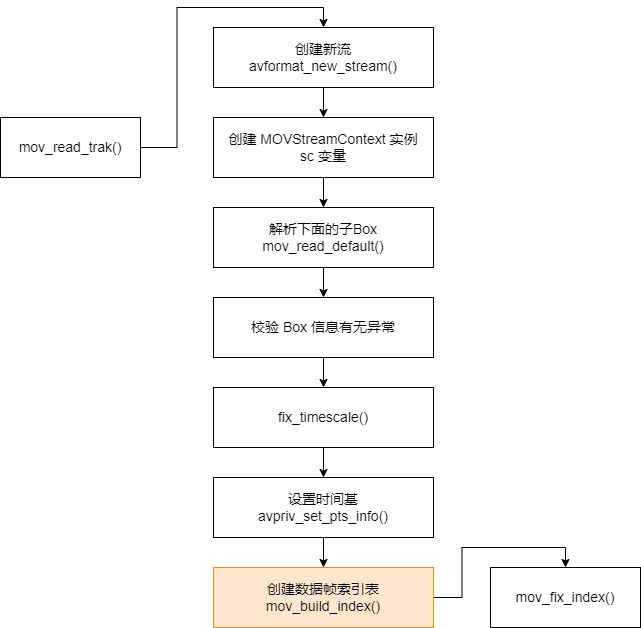 mov_read_trak()
创建新流
avformat_new_stream()
创建 MOVStreamContext 实例
sc 变量
解析下面的子Box
mov_read_default()
校验 Box 信息有无异常
fix_timescale()
设置时间基
avpriv_set_pts_info()
创建数据帧索引表
mov_build_index()
mov_fix_index()